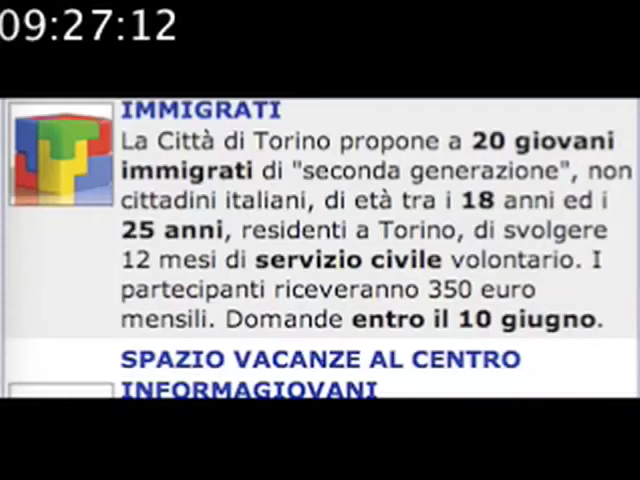 09:27:12
IMMIGRATI
La Città di Torino propone a 20 giovani
immigrati di "seconda generazione", non
cittadini italiani, di età tra i 18 anni ed i
25 anni, residenti a Torino, di svolgere
12 mesi di servizio civile volontario. I
partecipanti riceveranno 350 euro
mensili. Domande entro il 10 giugno.
SPAZIO VACANZE AL CENTRO
INFORMAGIOVANI